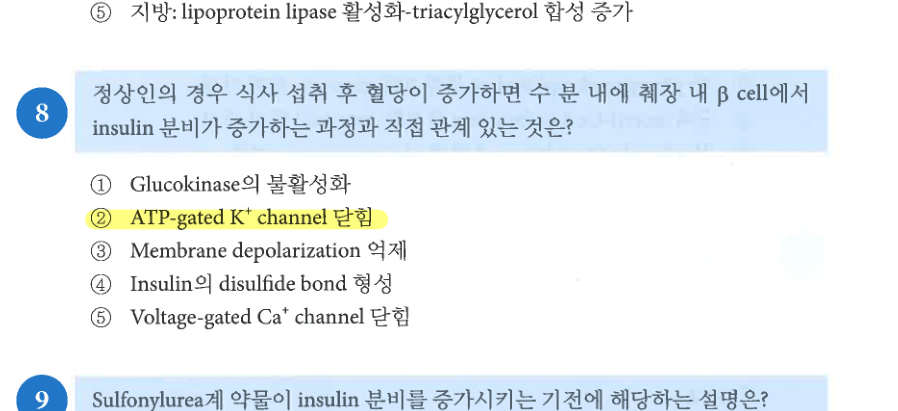 ⑤ 지방: lipoprotein lipase 활성화-triacylglycerol 합성 증가
8
정상인의 경우 식사 섭취 후 혈당이 증가하면 수 분 내에 췌장 내 β cell에서
insulin 분비가 증가하는 과정과 직접 관계 있는 것은?
① Glucokinase의 불활성화
② ATP-gated K⁺ channel 닫힘
③ Membrane depolarization 억제
④ Insulin의 disulfide bond 형성
⑤ Voltage-gated Ca⁺ channel 닫힘
9
Sulfonylurea계 약물이 insulin 분비를 증가시키는 기전에 해당하는 설명은?